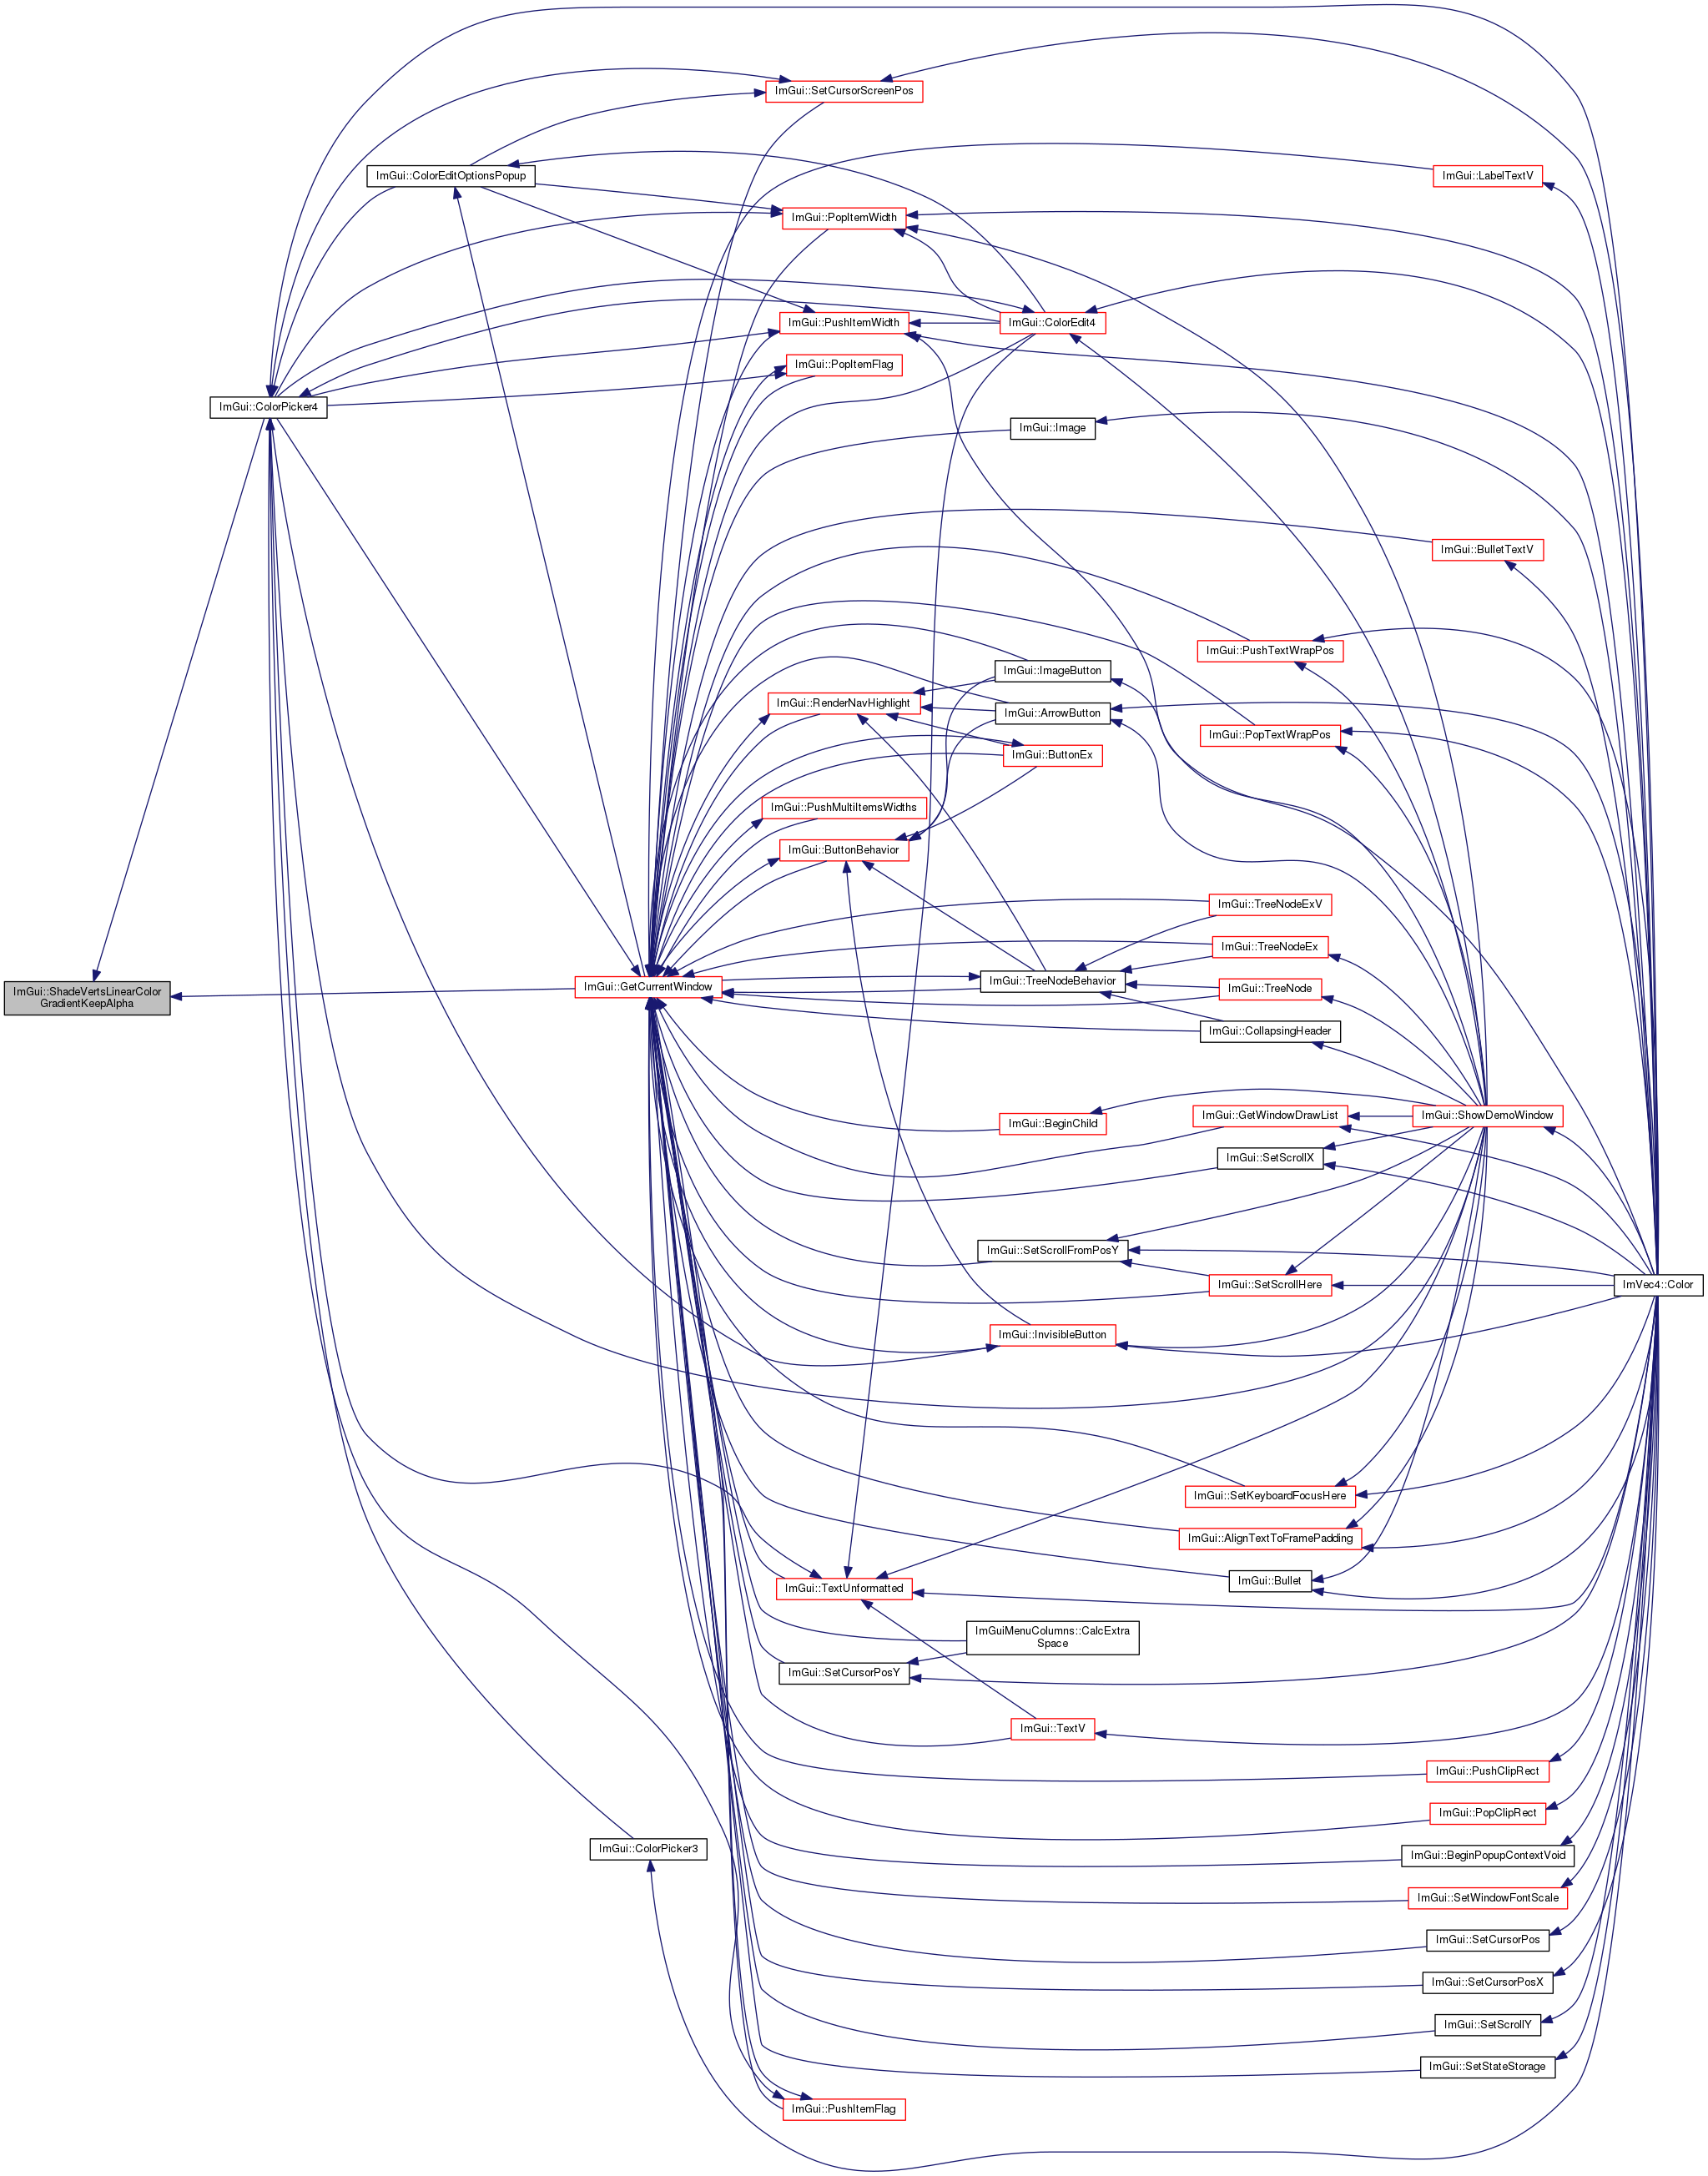 ImGui::SetCursorScreenPos
ImGui::LabelTextV
ImGui::ColorEditOptionsPopup
ImGui::PopItemWidth
ImGui::PushItemWidth
ImGui::ColorEdit4
ImGui::PopItemFlag
ImGui::ColorPicker4
ImGui::Image
ImGui::BulletTextV
ImGui::PushTextWrapPos
ImGui::ImageButton
ImGui::RenderNavHighlight
ImGui::ArrowButton
ImGui::PopTextWrapPos
ImGui::ButtonEx
ImGui::PushMultiItemsWidths
ImGui::ButtonBehavior
ImGui::TreeNodeExV
ImGui::TreeNodeEx
ImGui::TreeNodeBehavior
ImGui::ShadeVertsLinearColor
GradientKeepAlpha
ImGui::GetCurrentWindow
ImGui::TreeNode
ImGui::CollapsingHeader
ImGui::GetWindowDrawList
ImGui::ShowDemoWindow
ImGui::BeginChild
ImGui::SetScrollX
ImGui::SetScrollFromPosY
ImGui::SetScrollHere
ImVec4::Color
ImGui::InvisibleButton
ImGui::SetKeyboardFocusHere
ImGui::AlignTextToFramePadding
ImGui::Bullet
ImGui::TextUnformatted
ImGuiMenuColumns::CalcExtra
Space
ImGui::SetCursorPosY
ImGui::TextV
ImGui::PushClipRect
ImGui::PopClipRect
ImGui::ColorPicker3
ImGui::BeginPopupContextVoid
ImGui::SetWindowFontScale
ImGui::SetCursorPos
ImGui::SetCursorPosX
ImGui::SetScrollY
ImGui::SetStateStorage
ImGui::PushItemFlag